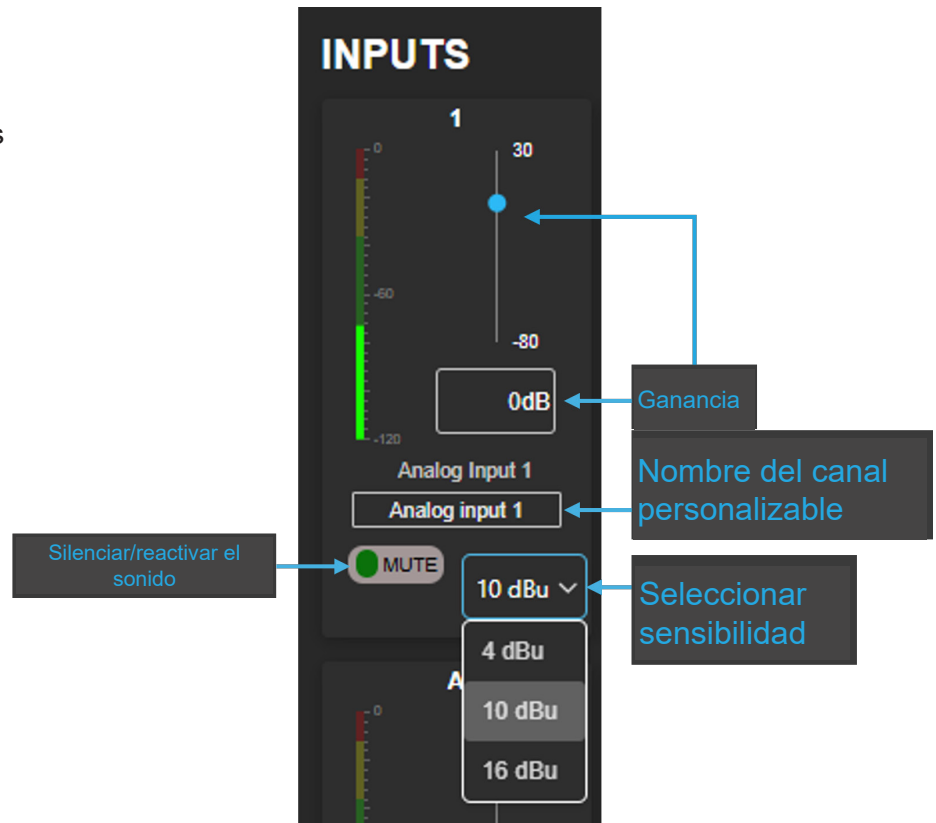 INPUTS
s
1
0
30
-60
-80
0dB
Ganancia
-120
Analog Input 1
Nombre del canal
personalizable
Analog input 1
Silenciar/reactivar el
sonido
MUTE
10 dBu
Seleccionar
sensibilidad
4 dBu
A
10 dBu
0
16 dBu